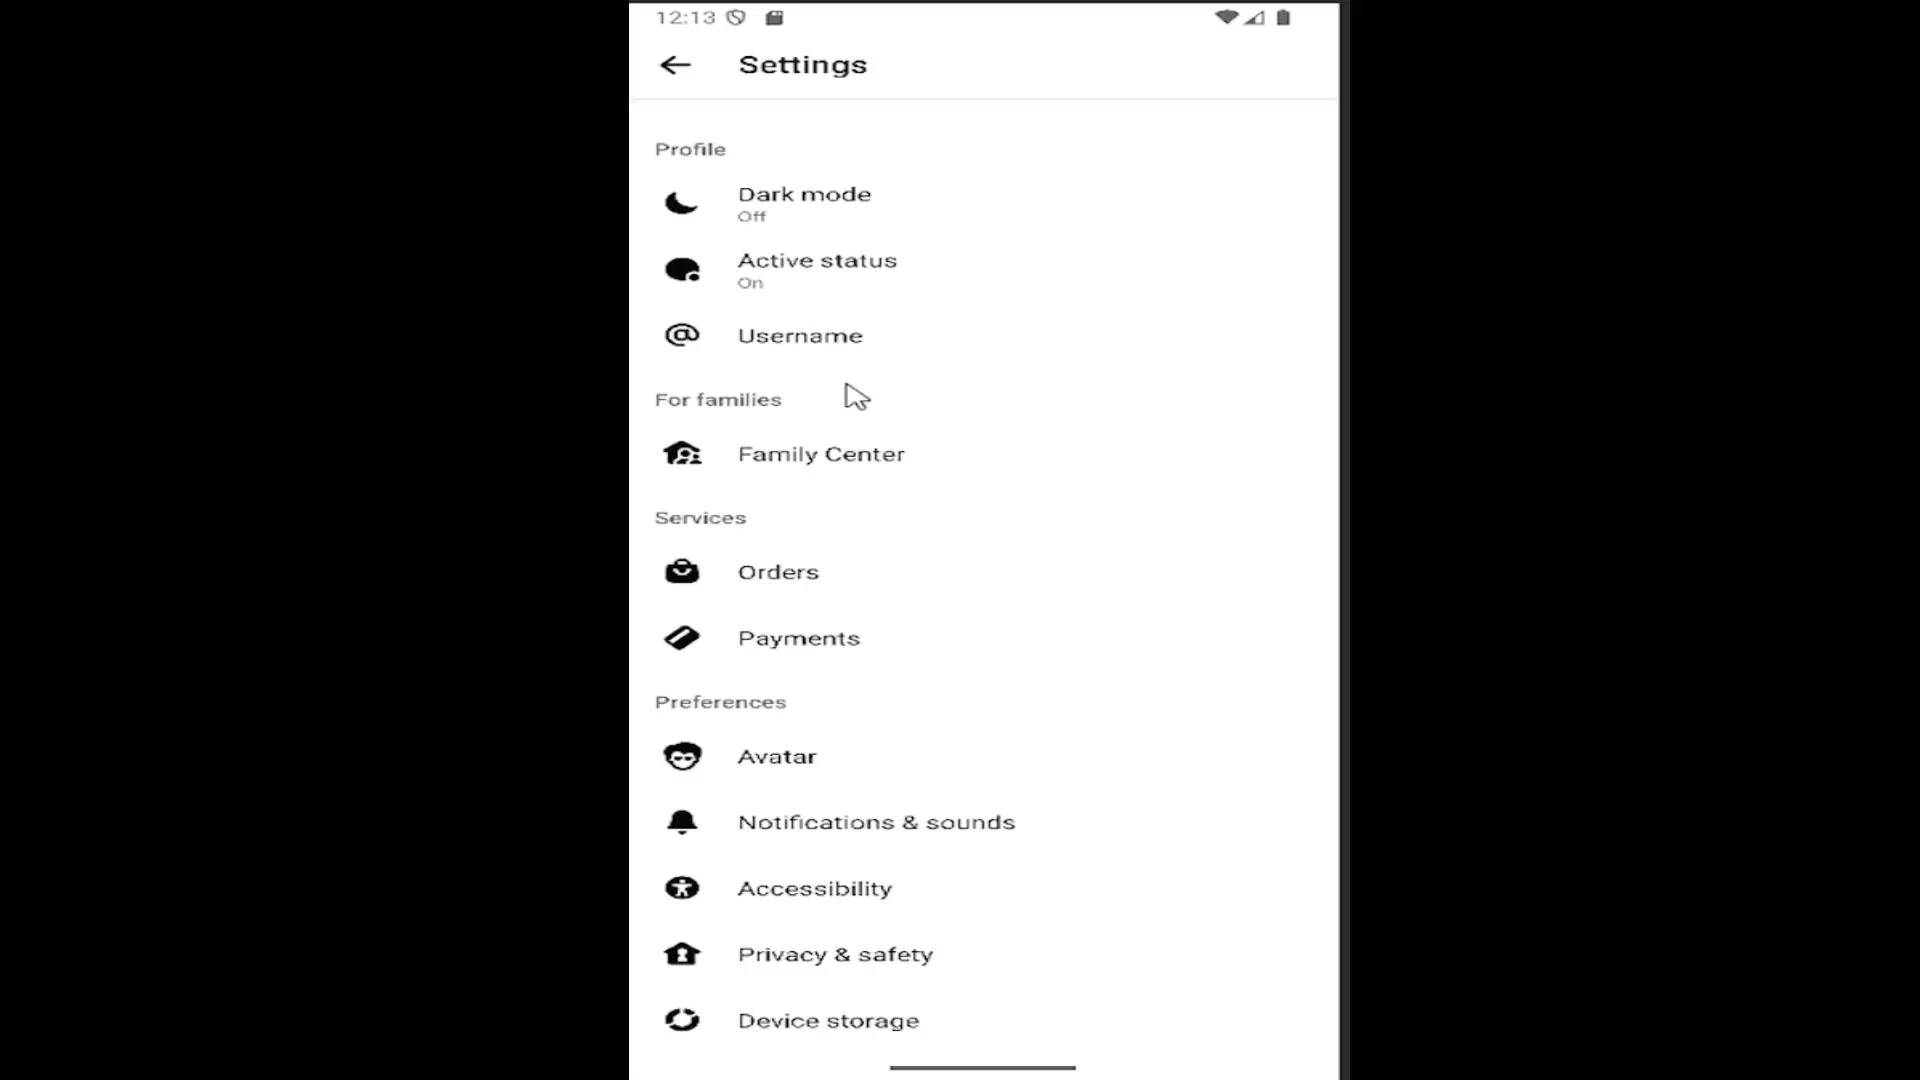 12:13
Settings
Profile
Dark mode
Off
Active status
On
Username
For families
Family Center
Services
Orders
Payments
Preferences
Avatar
Notifications & sounds
Accessibility
Privacy & safety
Device storage